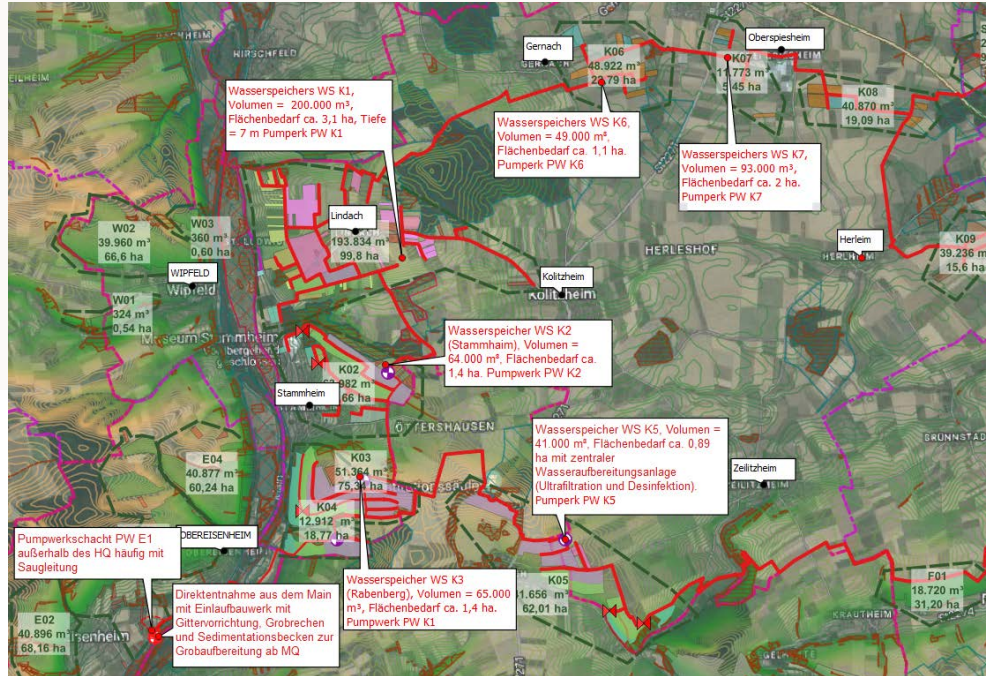 HIRSCHFELD
Gernach
K06
48.922 m³
28,79 ha
Oberspiesheim
K07
11.773 m³
5,45 ha
K08
40.870 m³
19,09 ha
Wasserspeichers WS K1,
Volumen = 200.000 m³,
Flächenbedarf ca. 3,1 ha, Tiefe
= 7 m Pumperk PW K1
Wasserspeichers WS K6,
Volumen = 49.000 m³,
Flächenbedarf ca. 1,1 ha.
Pumperk PW K6
Wasserspeichers WS K7,
Volumen = 93.000 m³,
Flächenbedarf ca. 2 ha.
Pumperk PW K7
W02
39.960 m³
66,6 ha
W03
360 m³
0,60 ha
Lindach
193.834 m³
99,8 ha
HERLESHOF
Herleim
HERLHEIM
K09
39.236 m³
15,6 ha
WIPFELD
Wipfeld
W01
324 m³
0,54 ha
Kolitzheim
Kolitzheim
Museum Stammheim
Wasserspeicher WS K2
(Stammhaim), Volumen =
64.000 m³, Flächenbedarf ca.
1,4 ha. Pumpwerk PW K2
K02
Stammheim
ÖTTERSHAUSEN
Wasserspeicher WS K5, Volumen =
41.000 m³, Flächenbedarf ca. 0,89
ha mit zentraler
Wasseraufbereitungsanlage
(Ultrafiltration und Desinfektion).
Pumperk PW K5
BRÜNNSTADT
Zeilitzheim
E04
40.877 m³
60,24 ha
K03
51.364 m³
75,34 ha
K04
12.912 m³
18,77 ha
OBEREISENHEIM
Pumpwerkschacht PW E1
außerhalb des HQ häufig mit
Saugleitung
Direktentnahme aus dem Main
mit Einlaufbauwerk mit
Gittervorrichtung, Grobrechen
und Sedimentationsbecken zur
Grobaufbereitung ab MQ
Wasserspeicher WS K3
(Rabenberg), Volumen = 65.000
m³, Flächenbedarf ca. 1,4 ha.
Pumpwerk PW K1
K05
62,01 ha
F01
18.720 m³
31,20 ha
KRAUTHEIM
E02
40.896 m³
68,16 ha